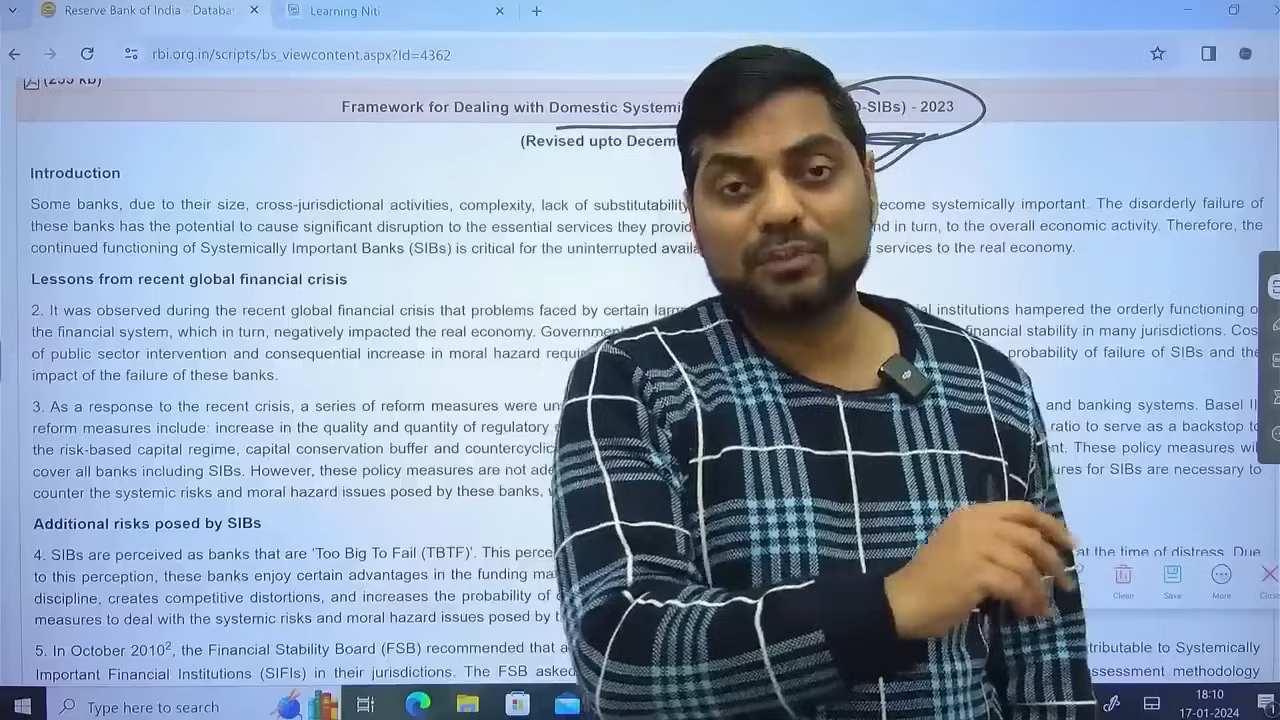 Reserve Bank of India - Databa
Learning Niti
rbi.org.in/scripts/bs_viewcontent.aspx?Id=4362
(255 kb)
Framework for Dealing with Domestic Systemi -SIBs) - 2023
(Revised upto Decem
Introduction
Some banks, due to their size, cross-jurisdictional activities, complexity, lack of substitutability ecome systemically important. The disorderly failure of
these banks has the potential to cause significant disruption to the essential services they provid nd in turn, to the overall economic activity. Therefore, the
continued functioning of Systemically Important Banks (SIBs) is critical for the uninterrupted availa services to the real economy.
Lessons from recent global financial crisis
2. It was observed during the recent global financial crisis that problems faced by certain larg ial institutions hampered the orderly functioning o
the financial system, which in turn, negatively impacted the real economy. Government financial stability in many jurisdictions. Cos
of public sector intervention and consequential increase in moral hazard requi probability of failure of SIBs and the
impact of the failure of these banks.
3. As a response to the recent crisis, a series of reform measures were un and banking systems. Basel II
reform measures include: increase in the quality and quantity of regulatory ratio to serve as a backstop to
the risk-based capital regime, capital conservation buffer and countercyclic nt. These policy measures wil
cover all banks including SIBs. However, these policy measures are not ade ures for SIBs are necessary to
counter the systemic risks and moral hazard issues posed by these banks,
Additional risks posed by SIBs
4. SIBs are perceived as banks that are ‘Too Big To Fail (TBTF)’. This perce at the time of distress. Due
to this perception, these banks enjoy certain advantages in the funding ma
discipline, creates competitive distortions, and increases the probability of
measures to deal with the systemic risks and moral hazard issues posed by t
Clean Save More Close
5. In October 2010², the Financial Stability Board (FSB) recommended that a tributable to Systemically
Important Financial Institutions (SIFIs) in their jurisdictions. The FSB asked assessment methodology
Type here to search
18:10
17-01-2024